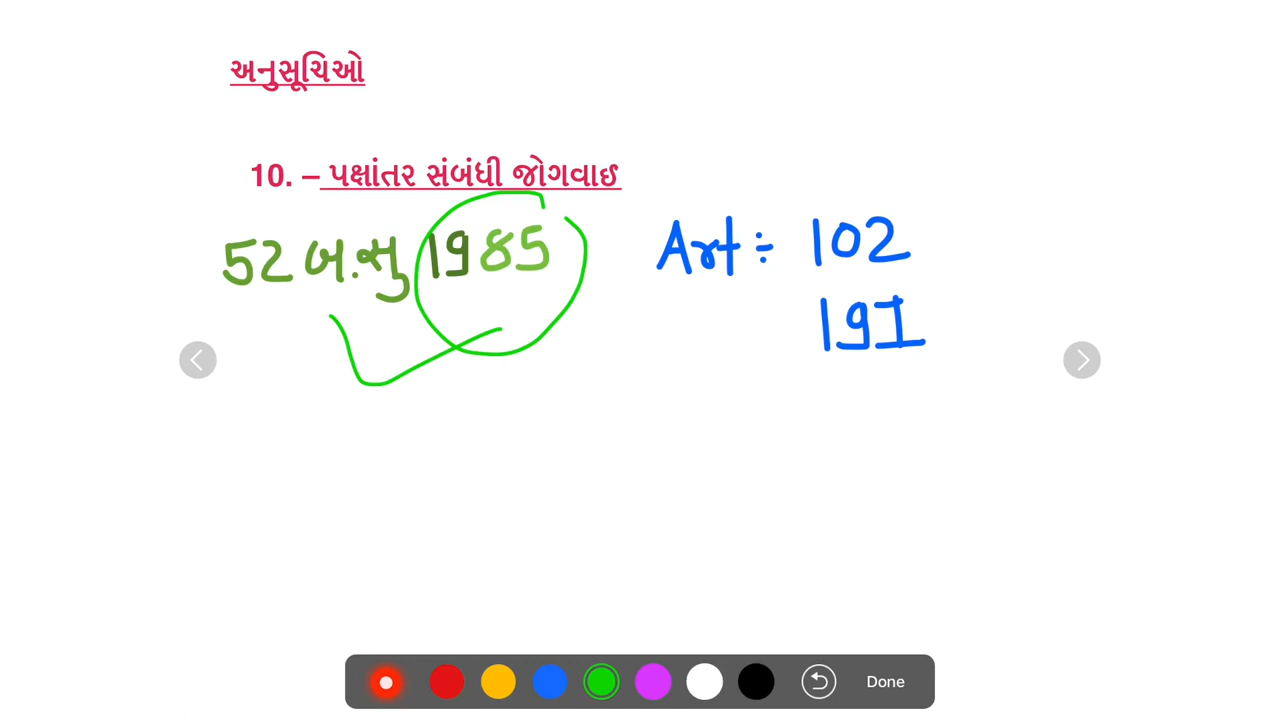 અનુસૂચિઓ
10. – પક્ષાંતર સંબંધી જોગવાઈ
52 બ.સુ 1985
Art ÷ 102
191
Done